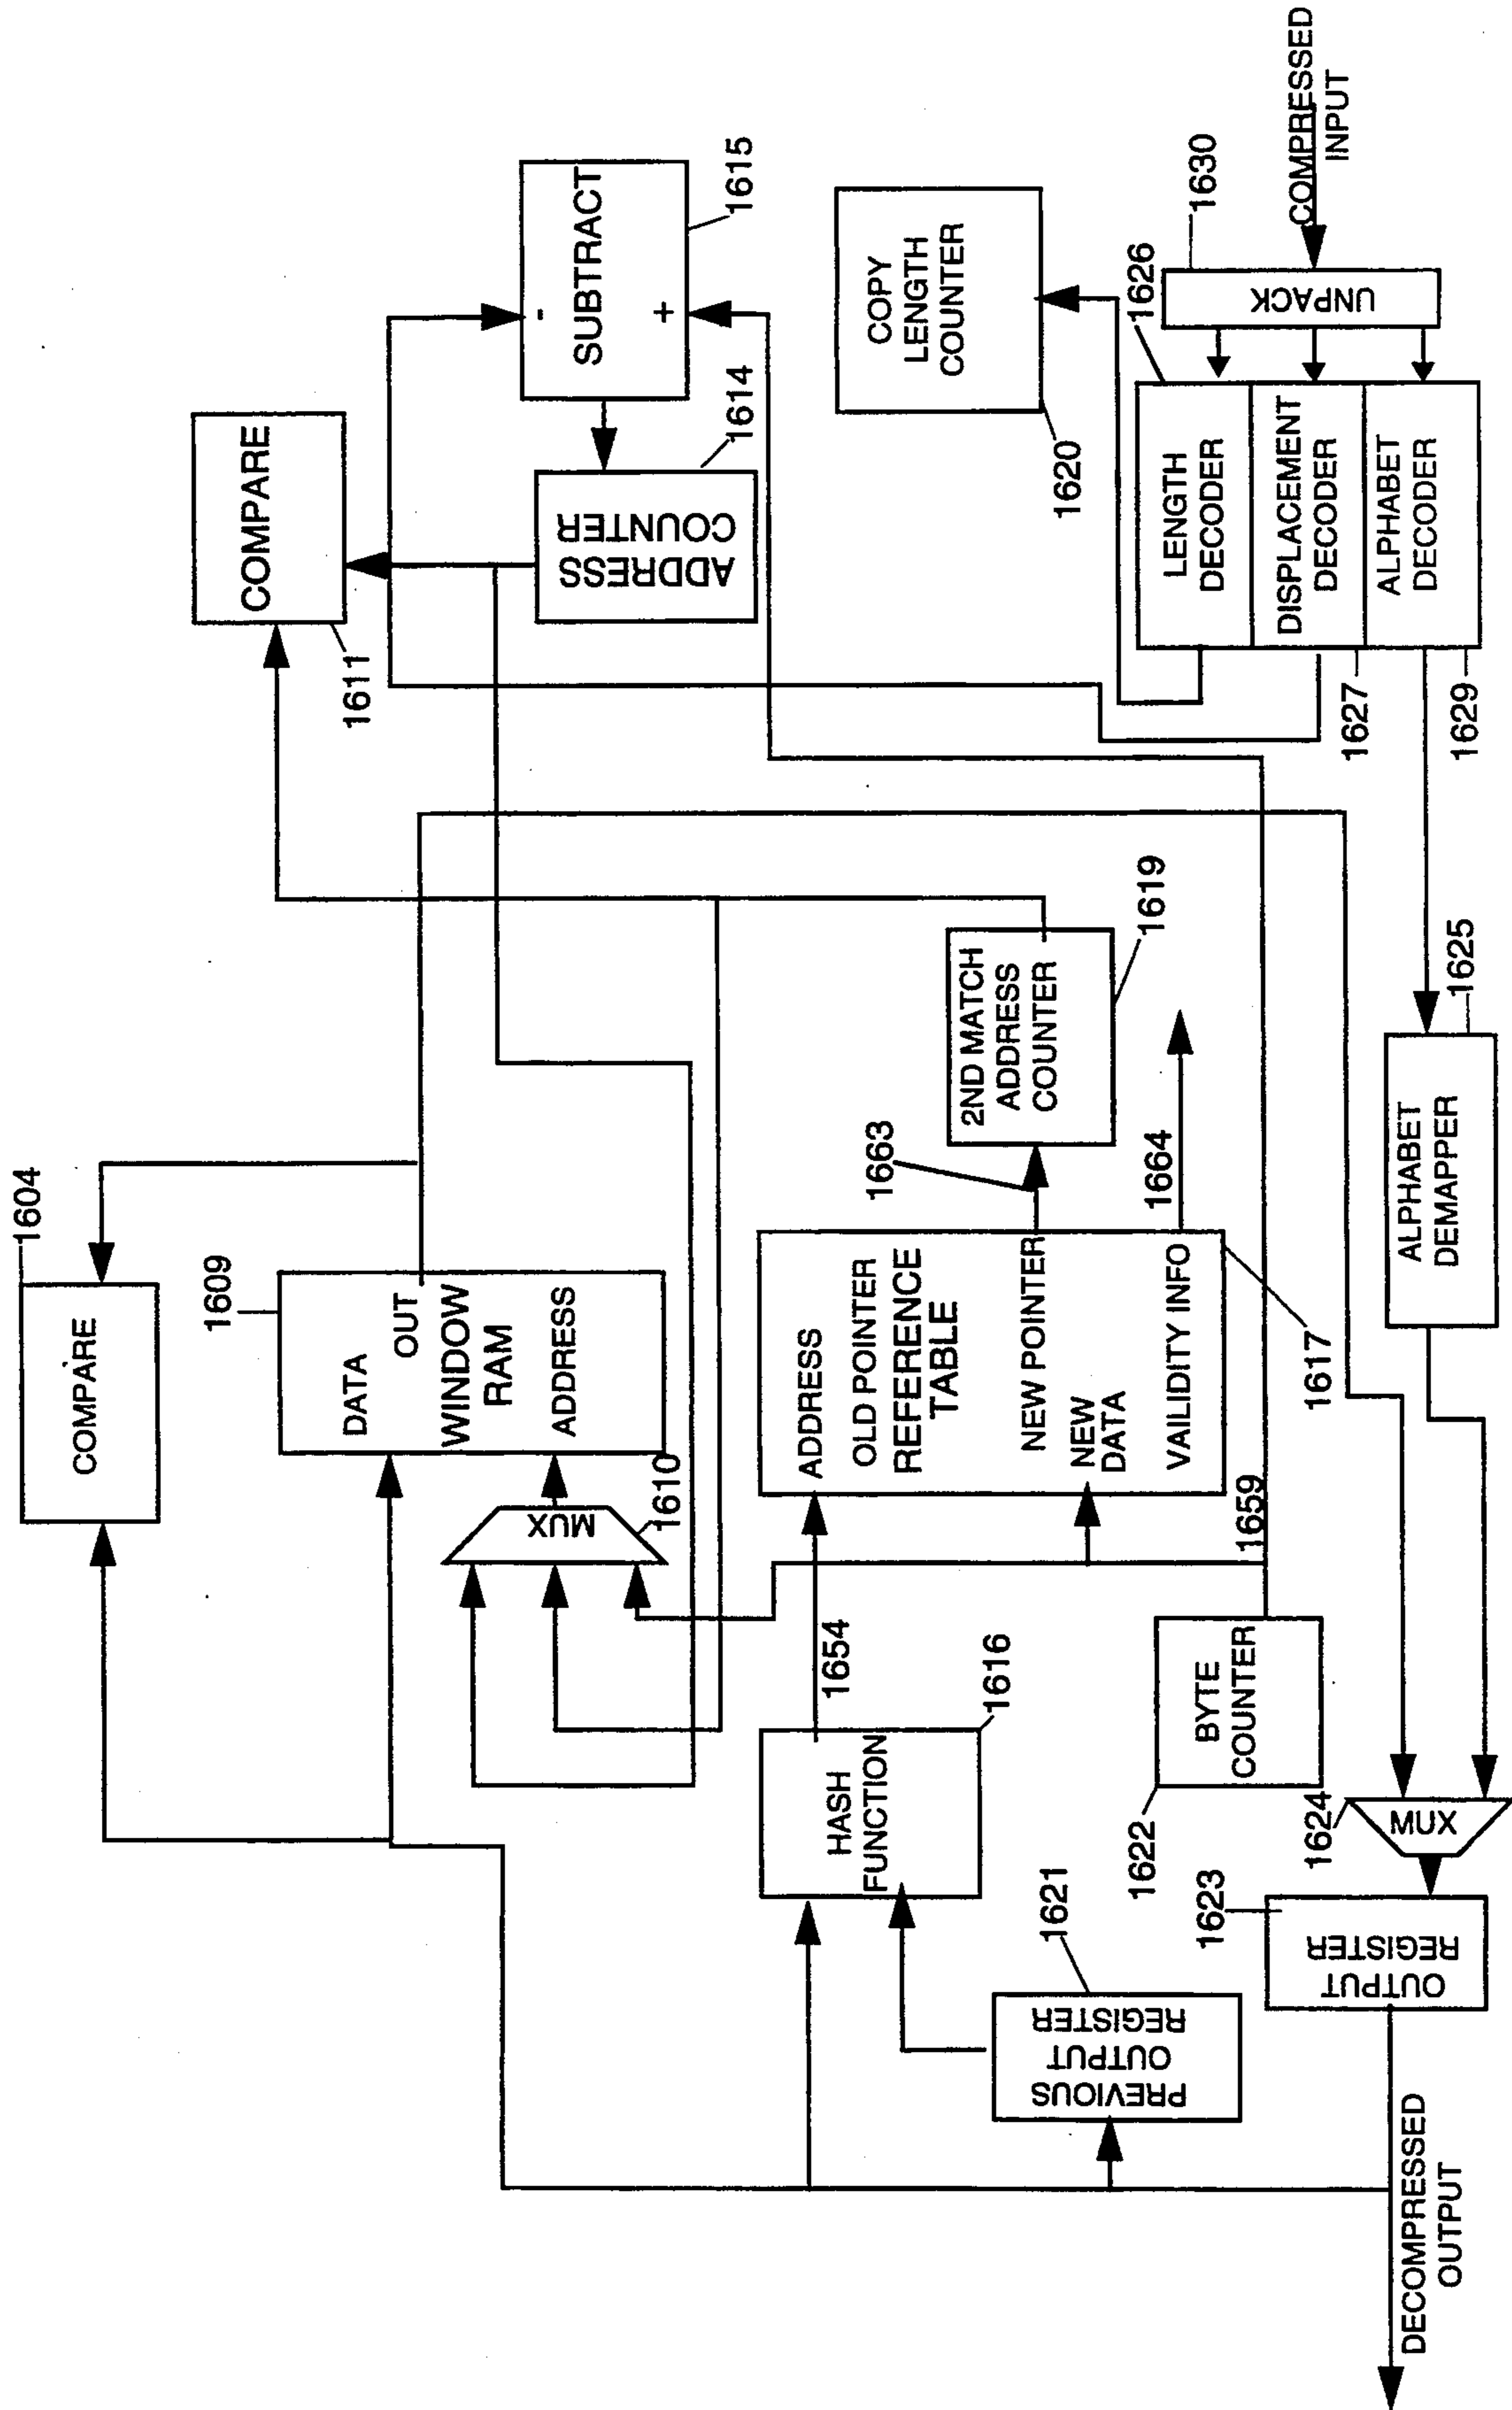 1604
COMPARE
1609
DATA
OUT
WINDOW
RAM
ADDRESS
MUX
1610
COMPARE
1611
SUBTRACT
-
+
1615
ADDRESS
COUNTER
1614
COPY
LENGTH
COUNTER
1620
COMPRESSED
INPUT
1630
UNPACK
1626
LENGTH
DECODER
DISPLACEMENT
DECODER
ALPHABET
DECODER
1627
1629
2ND MATCH
ADDRESS
COUNTER
1619
1663
1664
ADDRESS
OLD POINTER
REFERENCE
TABLE
NEW POINTER
NEW
DATA
VAILIDITY INFO
1617
1659
1654
HASH
FUNCTION
1616
BYTE
COUNTER
1622
ALPHABET
DEMAPPER
1625
MUX
1624
OUTPUT
REGISTER
1623
PREVIOUS
OUTPUT
REGISTER
1621
DECOMPRESSED
OUTPUT